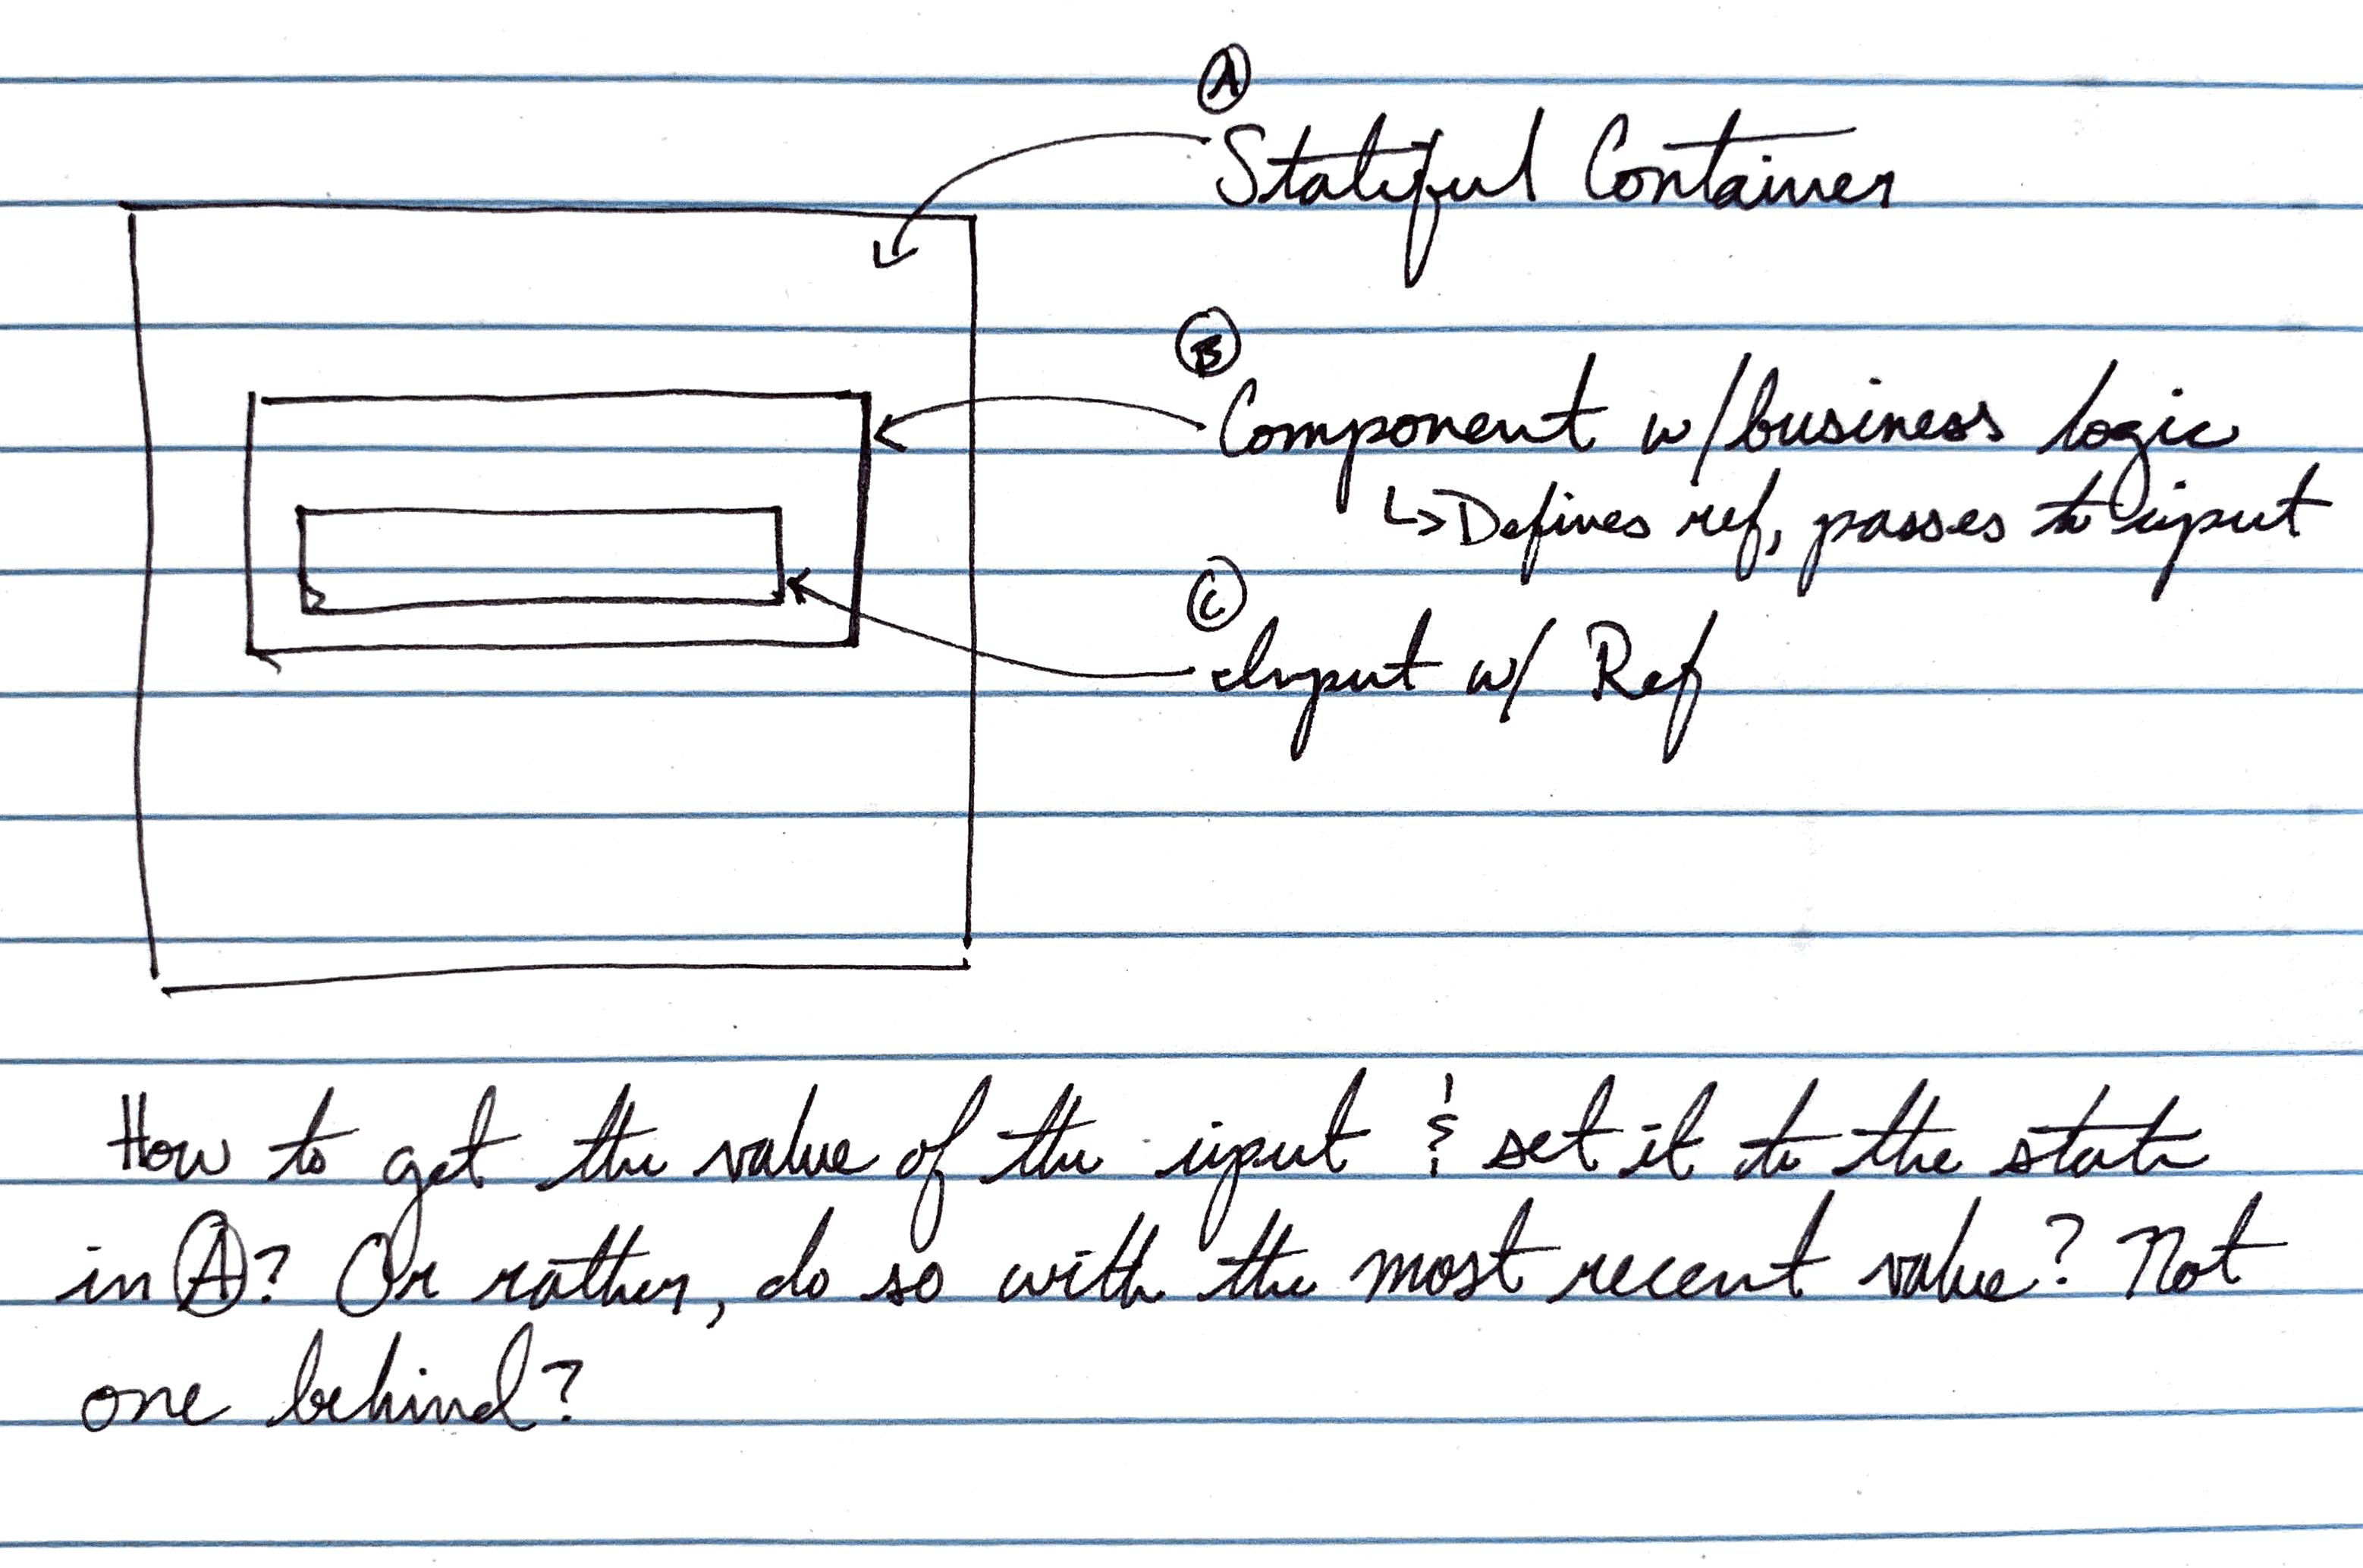 Ⓐ
Stateful Container
Ⓑ
Component w/business logic
↳Defines ref, passes to input
Ⓒ
Input w/ Ref
How to get the value of the input & set it to the state
in Ⓐ? Or rather, do so with the most recent value? Not
one behind?